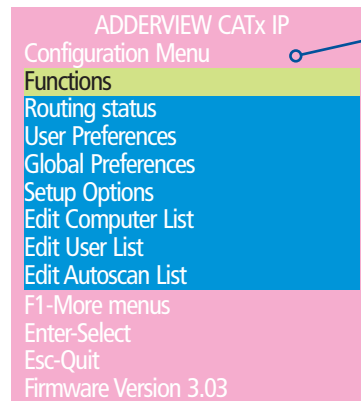 ADDERVIEW CATx IP
Configuration Menu
Functions
Routing status
User Preferences
Global Preferences
Setup Options
Edit Computer List
Edit User List
Edit Autoscan List
F1-More menus
Enter-Select
Esc-Quit
Firmware Version 3.03